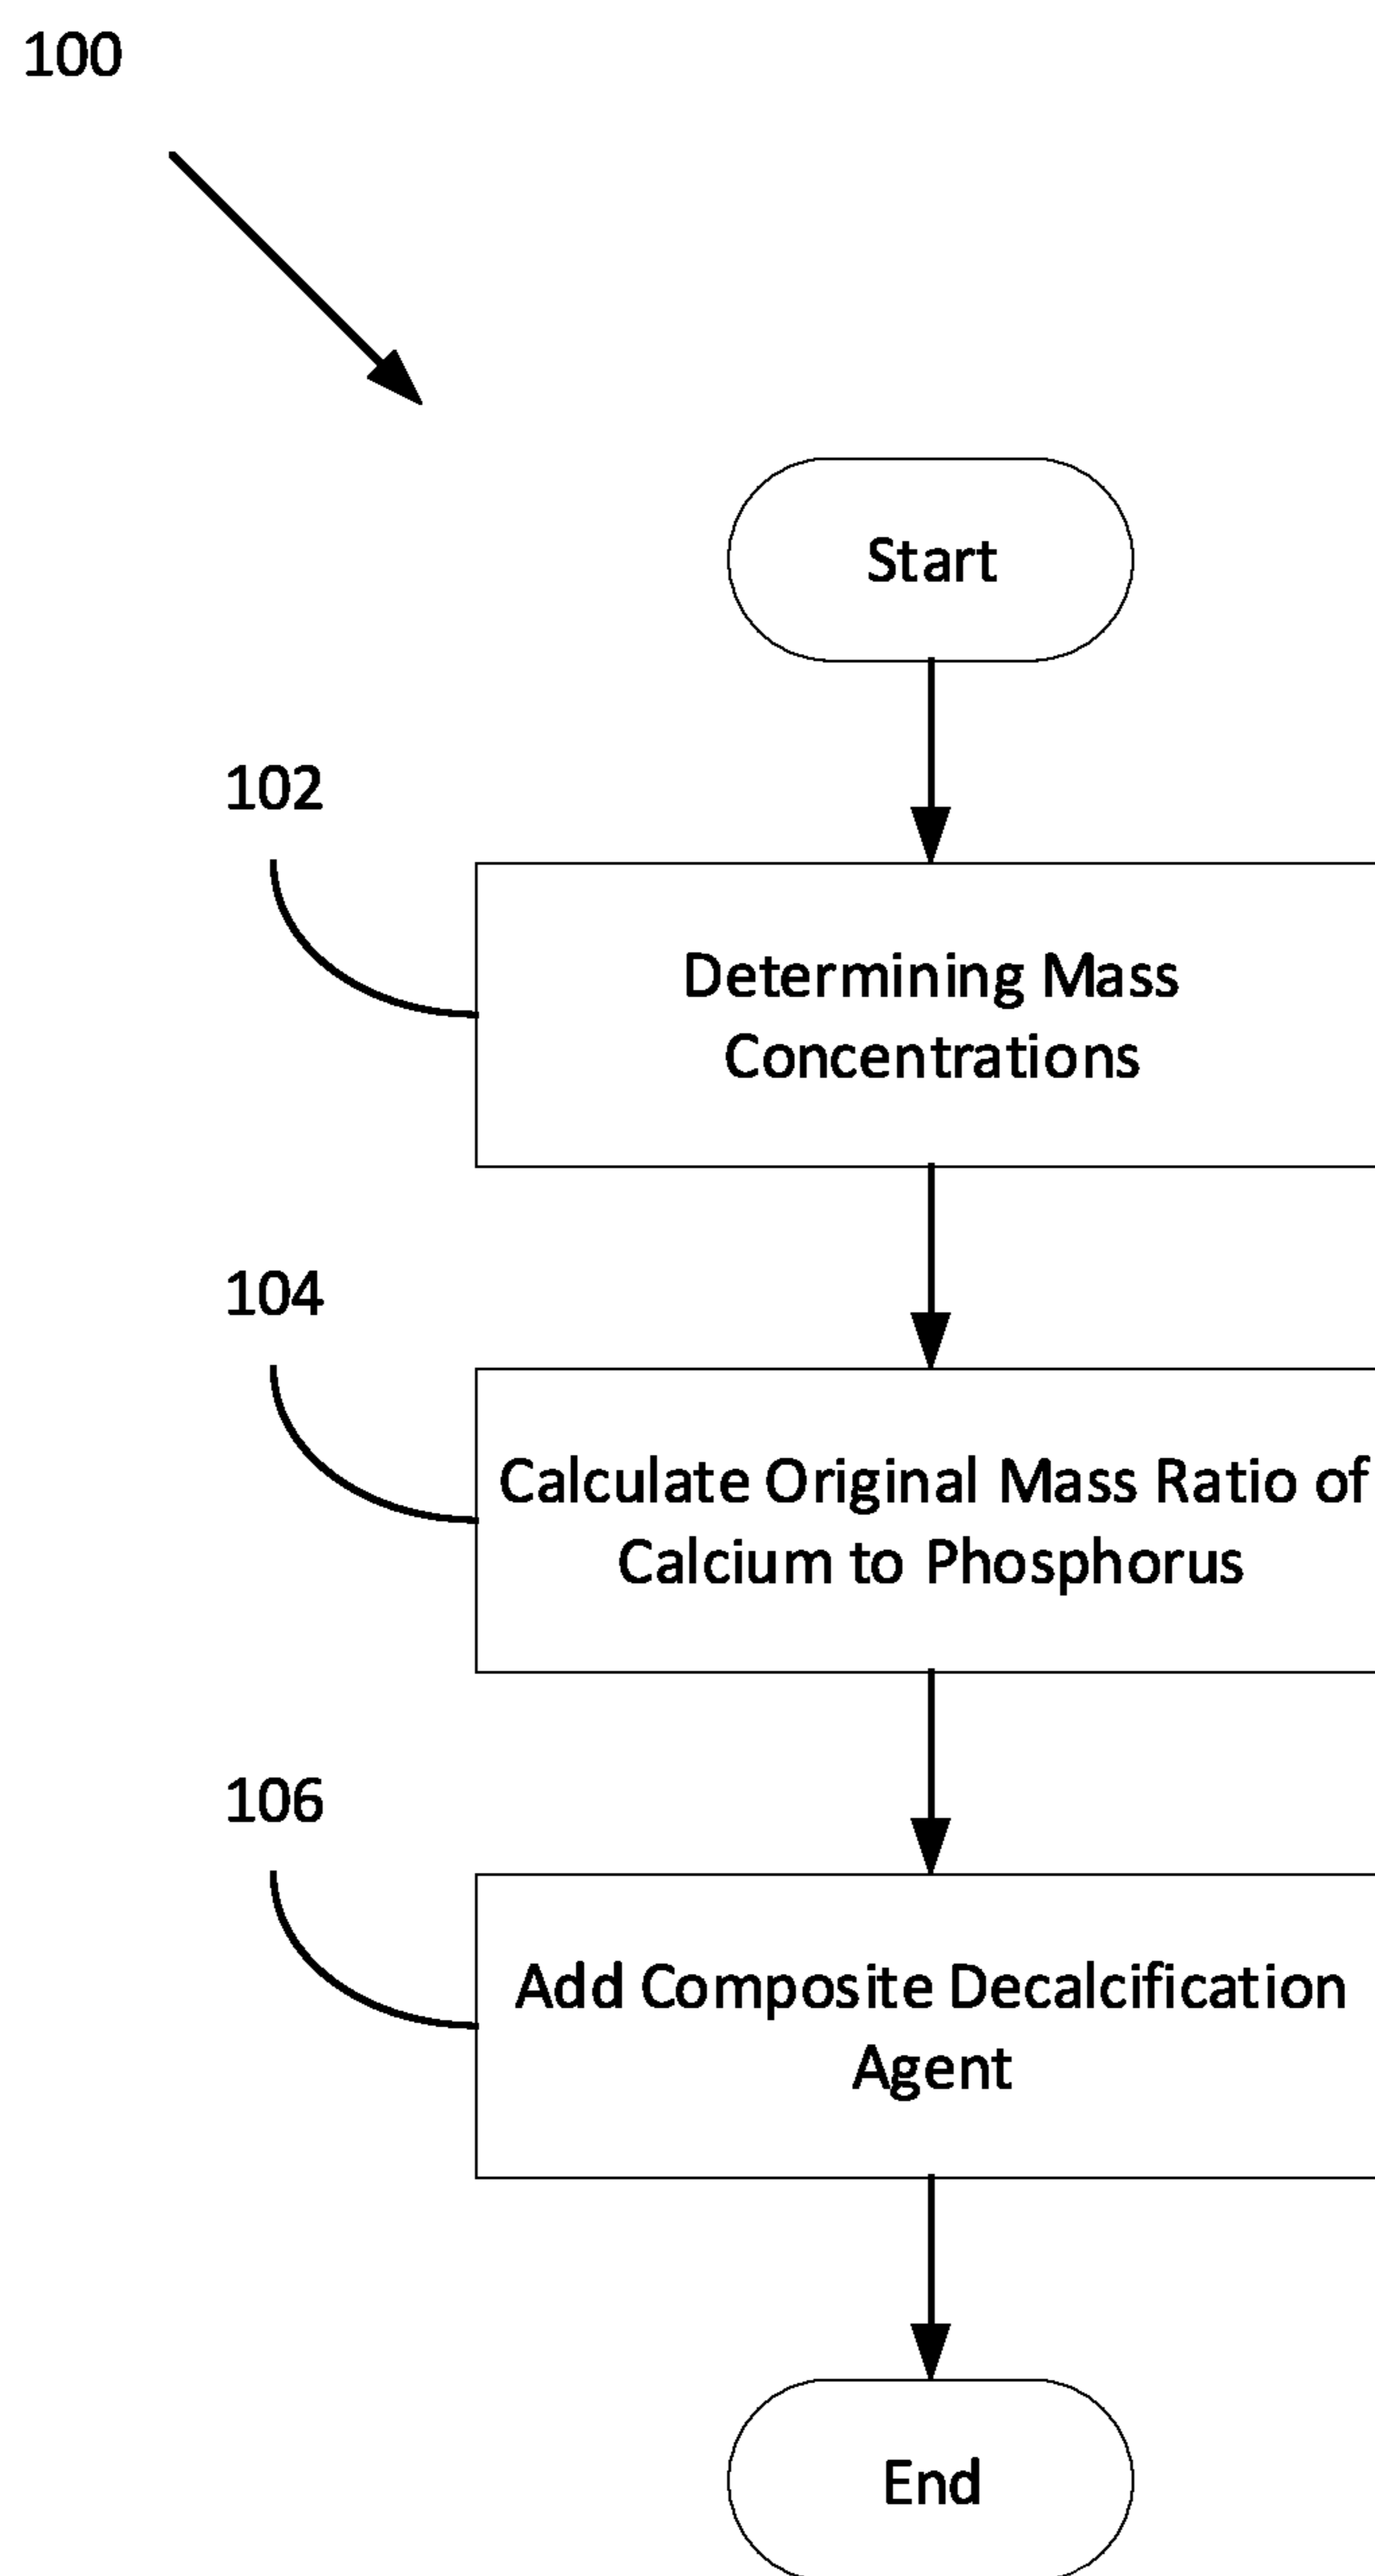 100
Start
102
Determining Mass
Concentrations
104
Calculate Original Mass Ratio of
Calcium to Phosphorus
106
Add Composite Decalcification
Agent
End